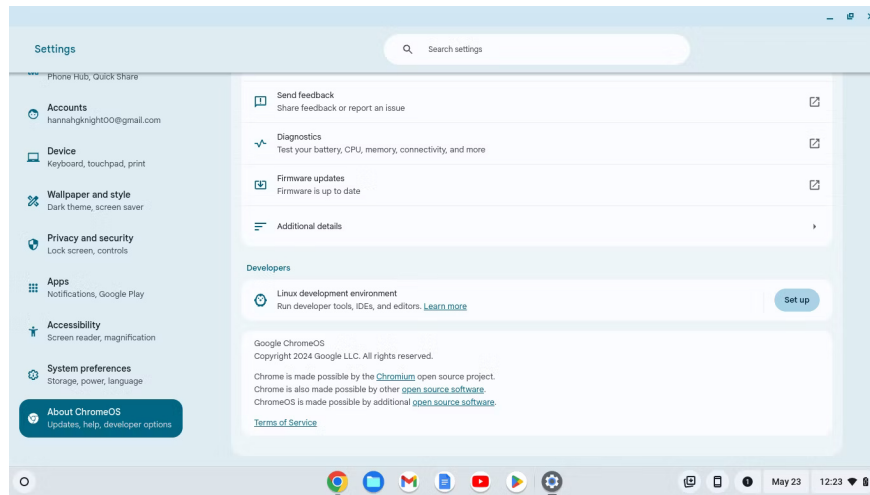 Settings
Search settings
Phone Hub, Quick Share
Accounts
hannahgknight00@gmail.com
Device
Keyboard, touchpad, print
Wallpaper and style
Dark theme, screen saver
Privacy and security
Lock screen, controls
Apps
Notifications, Google Play
Accessibility
Screen reader, magnification
System preferences
Storage, power, language
About ChromeOS
Updates, help, developer options
Send feedback
Share feedback or report an issue
Diagnostics
Test your battery, CPU, memory, connectivity, and more
Firmware updates
Firmware is up to date
Additional details
Developers
Linux development environment
Run developer tools, IDEs, and editors. Learn more
Set up
Google ChromeOS
Copyright 2024 Google LLC. All rights reserved.
Chrome is made possible by the Chromium open source project.
Chrome is also made possible by other open source software.
ChromeOS is made possible by additional open source software.
Terms of Service
1
May 23
12:23